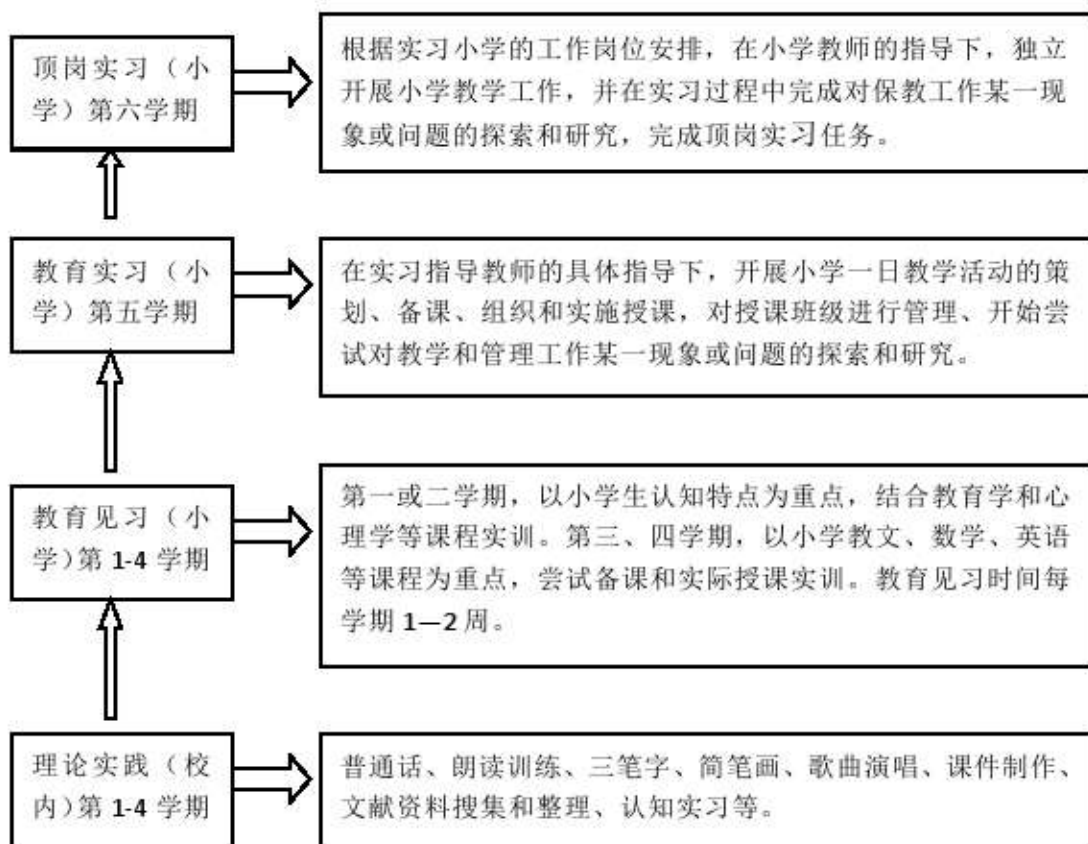 顶岗实习（小
学）第六学期
根据实习小学的工作岗位安排，在小学教师的指导下，独立
开展小学教学工作，并在实习过程中完成对保教工作某一现
象或问题的探索和研究，完成顶岗实习任务。
教育实习（小
学）第五学期
在实习指导教师的具体指导下，开展小学一日教学活动的策
划、备课、组织和实施授课，对授课班级进行管理、开始尝
试对教学和管理工作某一现象或问题的探索和研究。
教育见习（小
学）第 1-4 学期
第一或二学期，以小学生认知特点为重点，结合教育学和心
理学等课程实训。第三、四学期，以小学教文、数学、英语
等课程为重点，尝试备课和实际授课实训。教育见习时间每
学期 1—2 周。
理论实践（校
内）第 1-4 学期
普通话、朗读训练、三笔字、简笔画、歌曲演唱、课件制作、
文献资料搜集和整理、认知实习等。